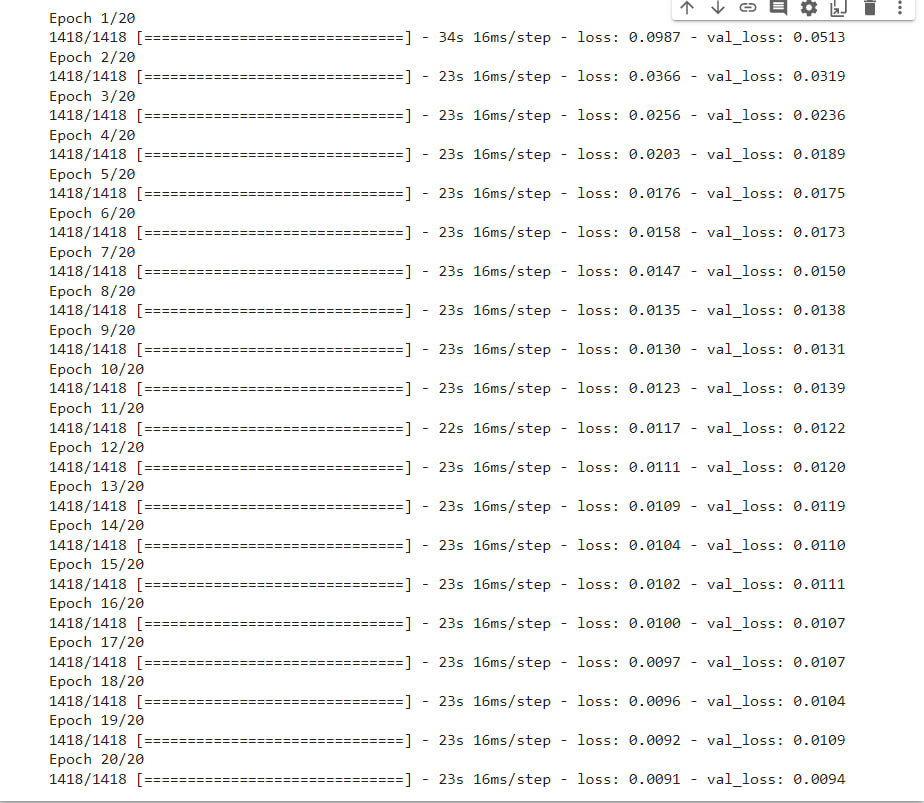 Epoch 1/20
1418/1418 [==============================] - 34s 16ms/step - loss: 0.0987 - val_loss: 0.0513
Epoch 2/20
1418/1418 [==============================] - 23s 16ms/step - loss: 0.0366 - val_loss: 0.0319
Epoch 3/20
1418/1418 [==============================] - 23s 16ms/step - loss: 0.0256 - val_loss: 0.0236
Epoch 4/20
1418/1418 [==============================] - 23s 16ms/step - loss: 0.0203 - val_loss: 0.0189
Epoch 5/20
1418/1418 [==============================] - 23s 16ms/step - loss: 0.0176 - val_loss: 0.0175
Epoch 6/20
1418/1418 [==============================] - 23s 16ms/step - loss: 0.0158 - val_loss: 0.0173
Epoch 7/20
1418/1418 [==============================] - 23s 16ms/step - loss: 0.0147 - val_loss: 0.0150
Epoch 8/20
1418/1418 [==============================] - 23s 16ms/step - loss: 0.0135 - val_loss: 0.0138
Epoch 9/20
1418/1418 [==============================] - 23s 16ms/step - loss: 0.0130 - val_loss: 0.0131
Epoch 10/20
1418/1418 [==============================] - 23s 16ms/step - loss: 0.0123 - val_loss: 0.0139
Epoch 11/20
1418/1418 [==============================] - 22s 16ms/step - loss: 0.0117 - val_loss: 0.0122
Epoch 12/20
1418/1418 [==============================] - 23s 16ms/step - loss: 0.0111 - val_loss: 0.0120
Epoch 13/20
1418/1418 [==============================] - 23s 16ms/step - loss: 0.0109 - val_loss: 0.0119
Epoch 14/20
1418/1418 [==============================] - 23s 16ms/step - loss: 0.0104 - val_loss: 0.0110
Epoch 15/20
1418/1418 [==============================] - 23s 16ms/step - loss: 0.0102 - val_loss: 0.0111
Epoch 16/20
1418/1418 [==============================] - 23s 16ms/step - loss: 0.0100 - val_loss: 0.0107
Epoch 17/20
1418/1418 [==============================] - 23s 16ms/step - loss: 0.0097 - val_loss: 0.0107
Epoch 18/20
1418/1418 [==============================] - 23s 16ms/step - loss: 0.0096 - val_loss: 0.0104
Epoch 19/20
1418/1418 [==============================] - 23s 16ms/step - loss: 0.0092 - val_loss: 0.0109
Epoch 20/20
1418/1418 [==============================] - 23s 16ms/step - loss: 0.0091 - val_loss: 0.0094